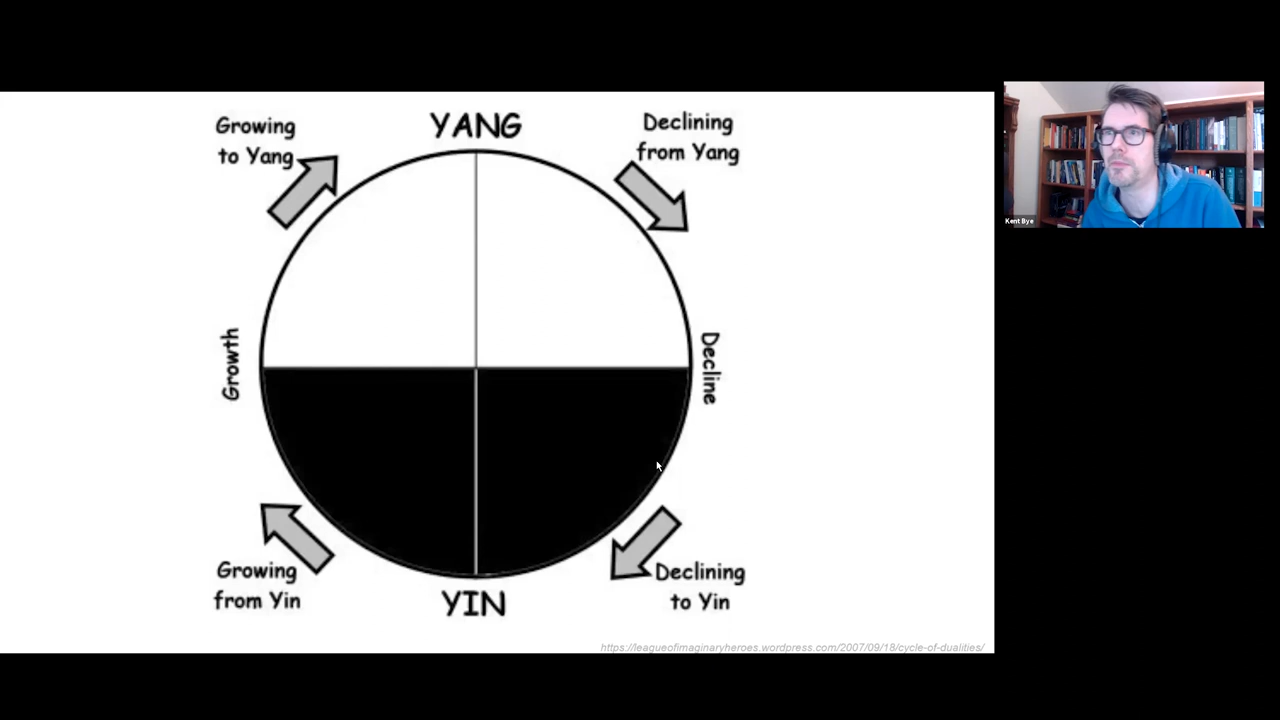 Growing
to Yang
YANG
Declining
from Yang
Growth
Decline
Growing
from Yin
YIN
Declining
to Yin
https://leagueofimaginaryheroes.wordpress.com/2007/09/18/cycle-of-dualities/
Kent Bye